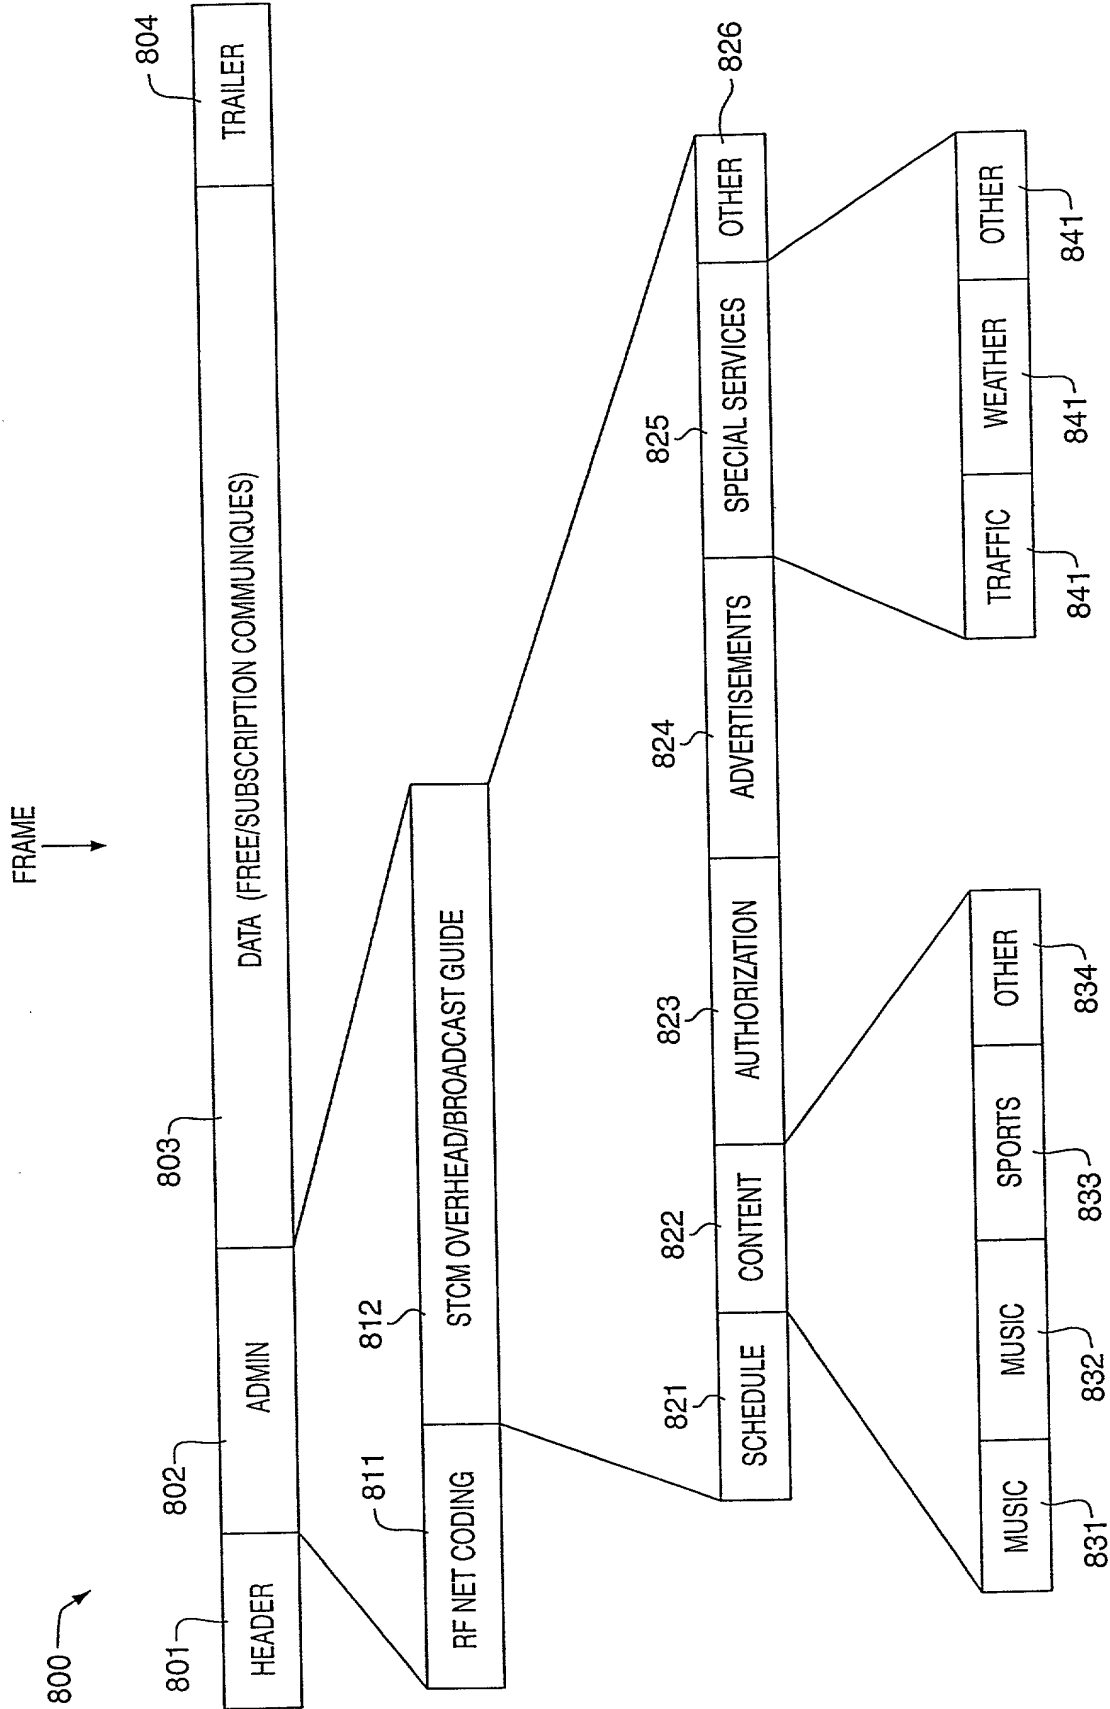 FRAME
800
801
802
803
804
HEADER
ADMIN
DATA (FREE/SUBSCRIPTION COMMUNIQUES)
TRAILER
811
812
RF NET CODING
STCM OVERHEAD/BROADCAST GUIDE
821
822
823
824
825
826
SCHEDULE
CONTENT
AUTHORIZATION
ADVERTISEMENTS
SPECIAL SERVICES
OTHER
MUSIC
MUSIC
SPORTS
OTHER
831
832
833
834
TRAFFIC
WEATHER
OTHER
841
841
841